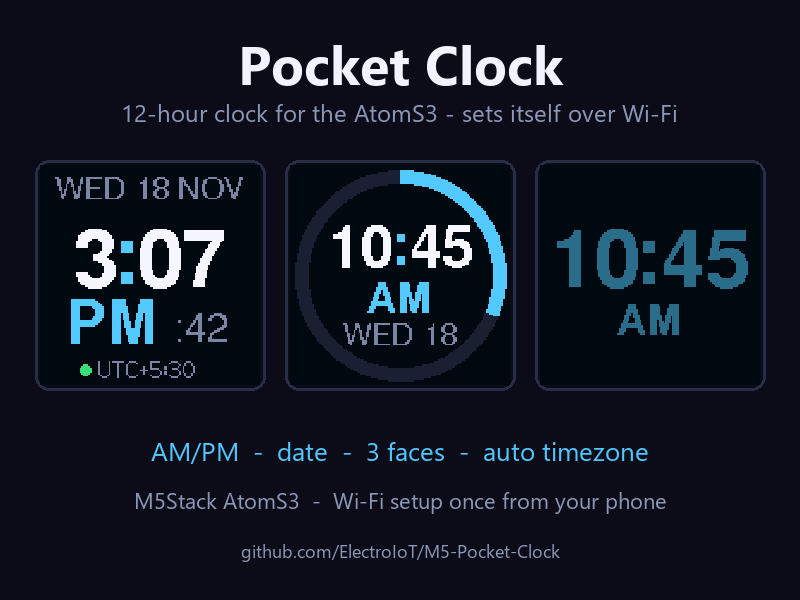 Pocket Clock
12-hour clock for the AtomS3 - sets itself over Wi-Fi
WED 18 NOV
3:07
PM :42
UTC+5:30
10:45
AM
WED 18
10:45
AM
AM/PM - date - 3 faces - auto timezone
M5Stack AtomS3 - Wi-Fi setup once from your phone
github.com/ElectroIoT/M5-Pocket-Clock